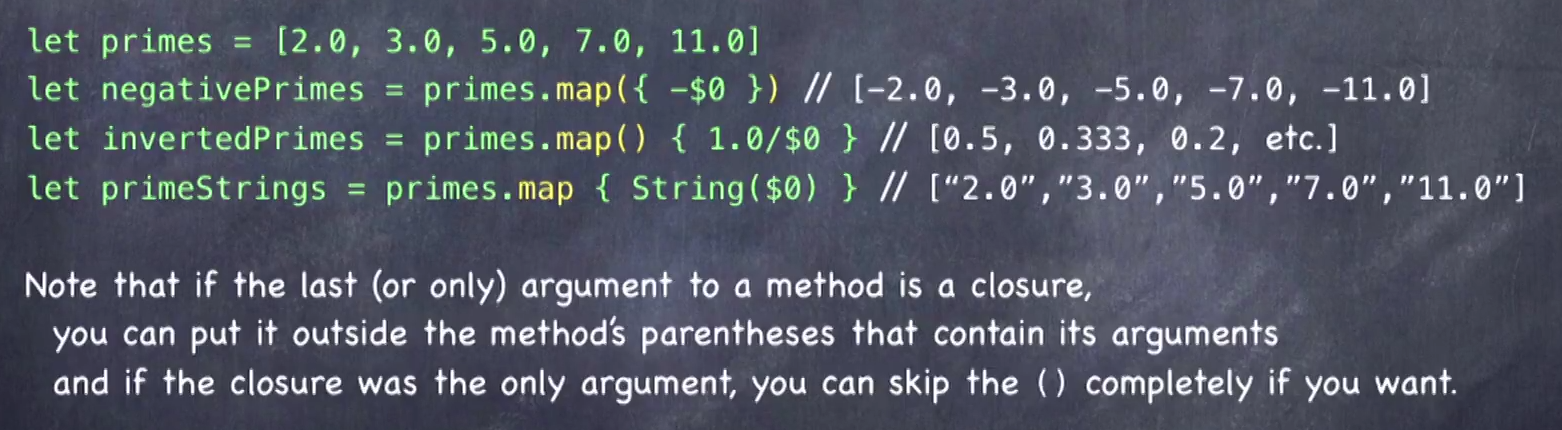 let primes = [2.0, 3.0, 5.0, 7.0, 11.0]
let negativePrimes = primes.map({ -$0 }) // [-2.0, -3.0, -5.0, -7.0, -11.0]
let invertedPrimes = primes.map() { 1.0/$0 } // [0.5, 0.333, 0.2, etc.]
let primeStrings = primes.map { String($0) } // [“2.0”,”3.0”,”5.0”,”7.0”,”11.0”]
Note that if the last (or only) argument to a method is a closure,
you can put it outside the method’s parentheses that contain its arguments
and if the closure was the only argument, you can skip the () completely if you want.